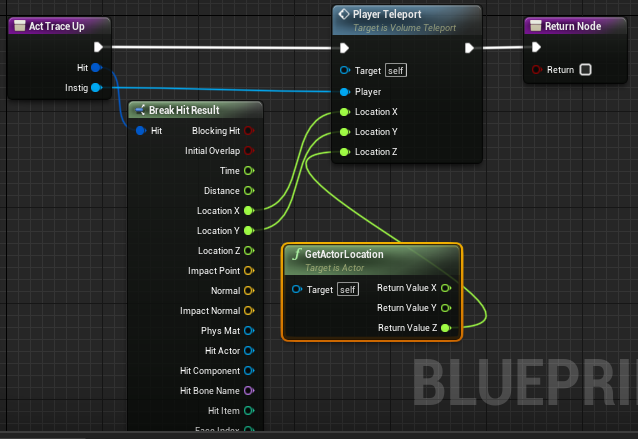 Act Trace Up
Hit
Instig
Player Teleport
Target is Volume Teleport
Target self
Player
Location X
Location Y
Location Z
Return Node
Return
Break Hit Result
Hit
Blocking Hit
Initial Overlap
Time
Distance
Location X
Location Y
Location Z
Impact Point
Normal
Impact Normal
Phys Mat
Hit Actor
Hit Component
Hit Bone Name
Hit Item
Face Index
GetActorLocation
Target is Actor
Target self
Return Value X
Return Value Y
Return Value Z
BLUEPRI